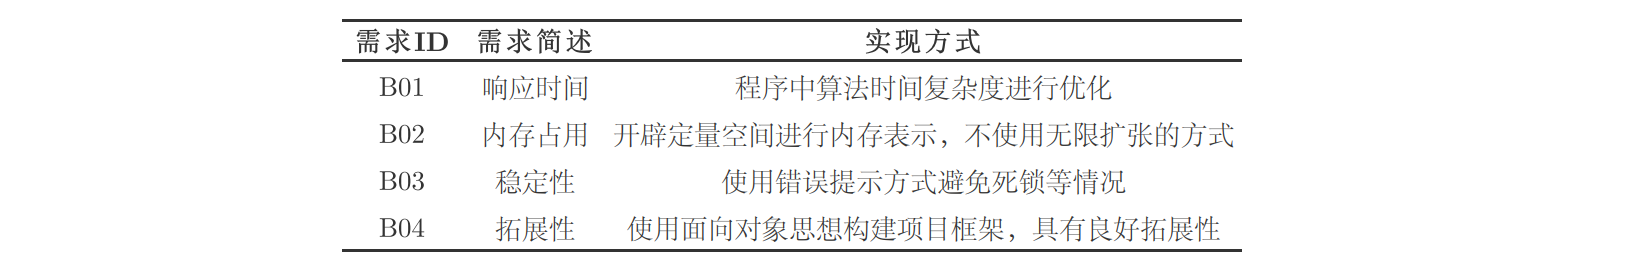 需求ID 需求简述 实现方式
B01 响应时间 程序中算法时间复杂度进行优化
B02 内存占用 开辟定量空间进行内存表示，不使用无限扩张的方式
B03 稳定性 使用错误提示方式避免死锁等情况
B04 拓展性 使用面向对象思想构建项目框架，具有良好拓展性